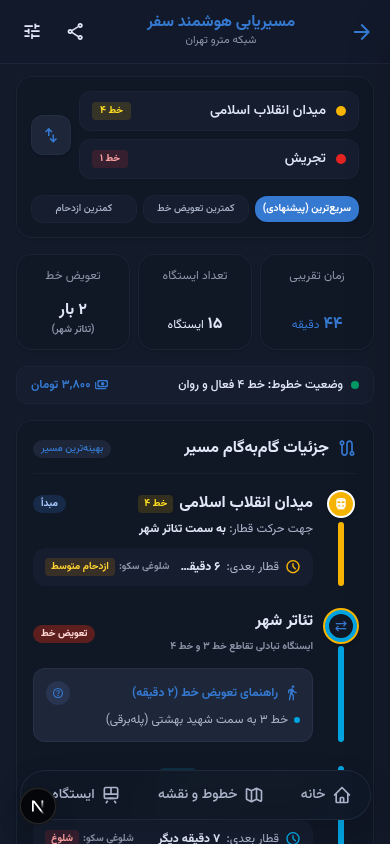 مسیریابی هوشمند سفر
شبکه مترو تهران
میدان انقلاب اسلامی
خط ۴
تجریش
خط ۱
سریع‌ترین (پیشنهادی)
کمترین تعویض خط
کمترین ازدحام
زمان تقریبی
۴۴ دقیقه
تعداد ایستگاه
۱۵ ایستگاه
تعویض خط
۲ بار
(تئاتر شهر)
وضعیت خطوط: خط ۴ فعال و روان
۳,۸۰۰ تومان
جزئیات گام‌به‌گام مسیر
بهینه‌ترین مسیر
میدان انقلاب اسلامی
خط ۴
مبدأ
جهت حرکت قطار: به سمت تئاتر شهر
قطار بعدی: ۶ دقیق...
شلوغی سکو: ازدحام متوسط
تئاتر شهر
تعویض خط
ایستگاه تبادلی تقاطع خط ۳ و خط ۴
راهنمای تعویض خط (۲ دقیقه)
خط ۳ به سمت شهید بهشتی (پله‌برقی)
خانه
خطوط و نقشه
ایستگاه
N
قطار بعدی: ۷ دقیقه دیگر
شلوغی سکو: شلوغ